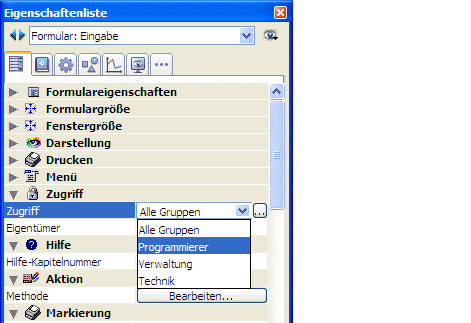 Eigenschaftenliste
Formular: Eingabe
Formulareigenschaften
Formulargröße
Fenstergröße
Darstellung
Drucken
Menü
Zugriff
Zugriff Alle Gruppen ...
Eigentümer Alle Gruppen
Hilfe Programmierer
Hilfe-Kapitelnummer Verwaltung
Aktion Technik
Methode Bearbeiten...
Markierung